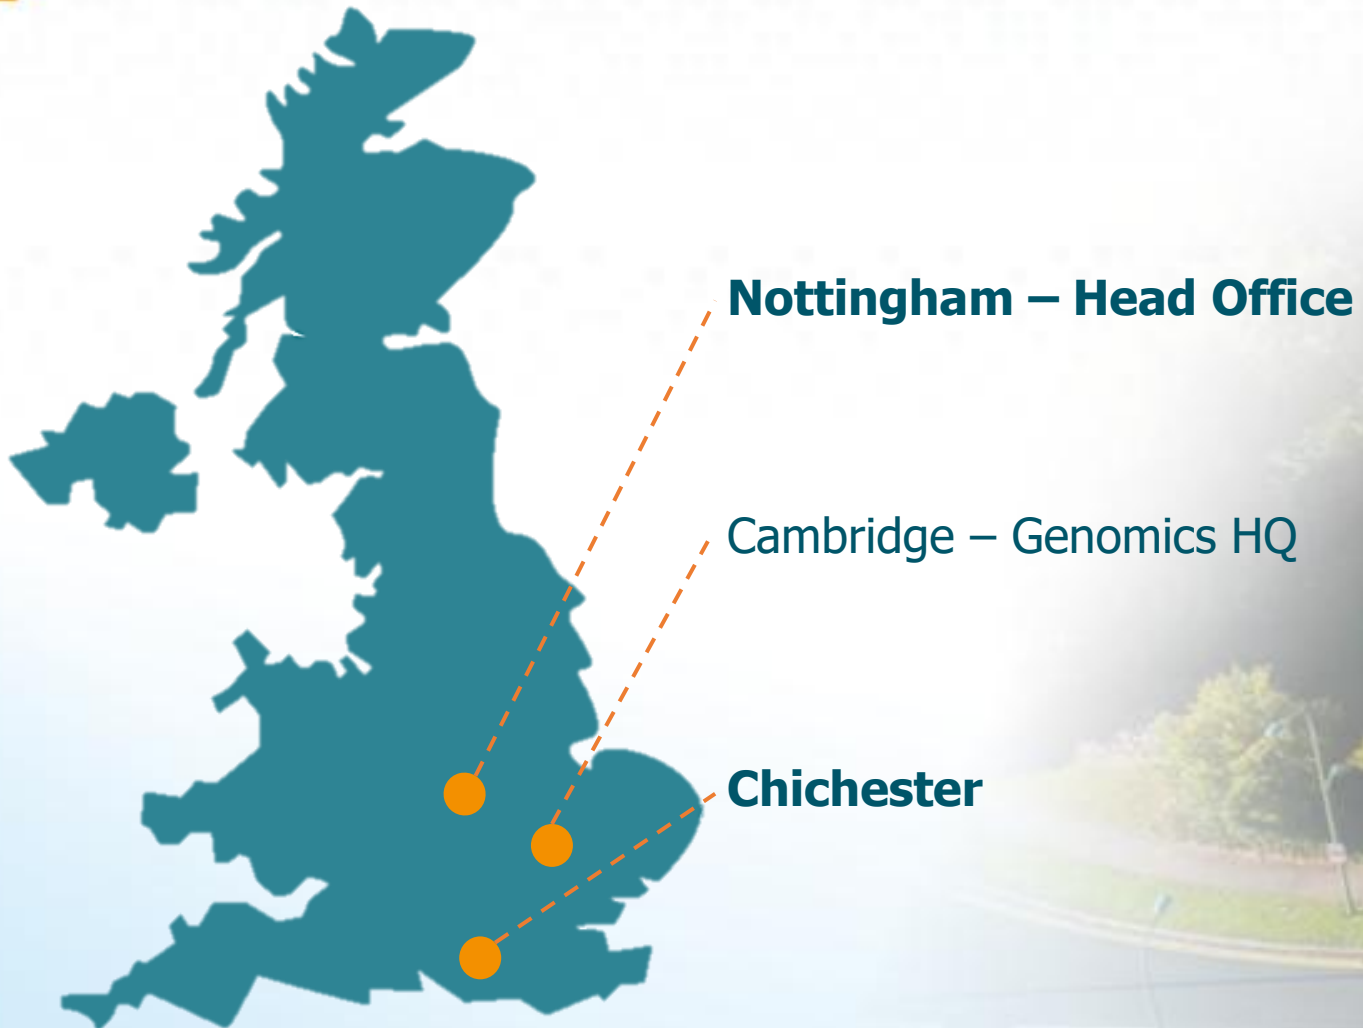 Nottingham – Head Office
Cambridge – Genomics HQ
Chichester